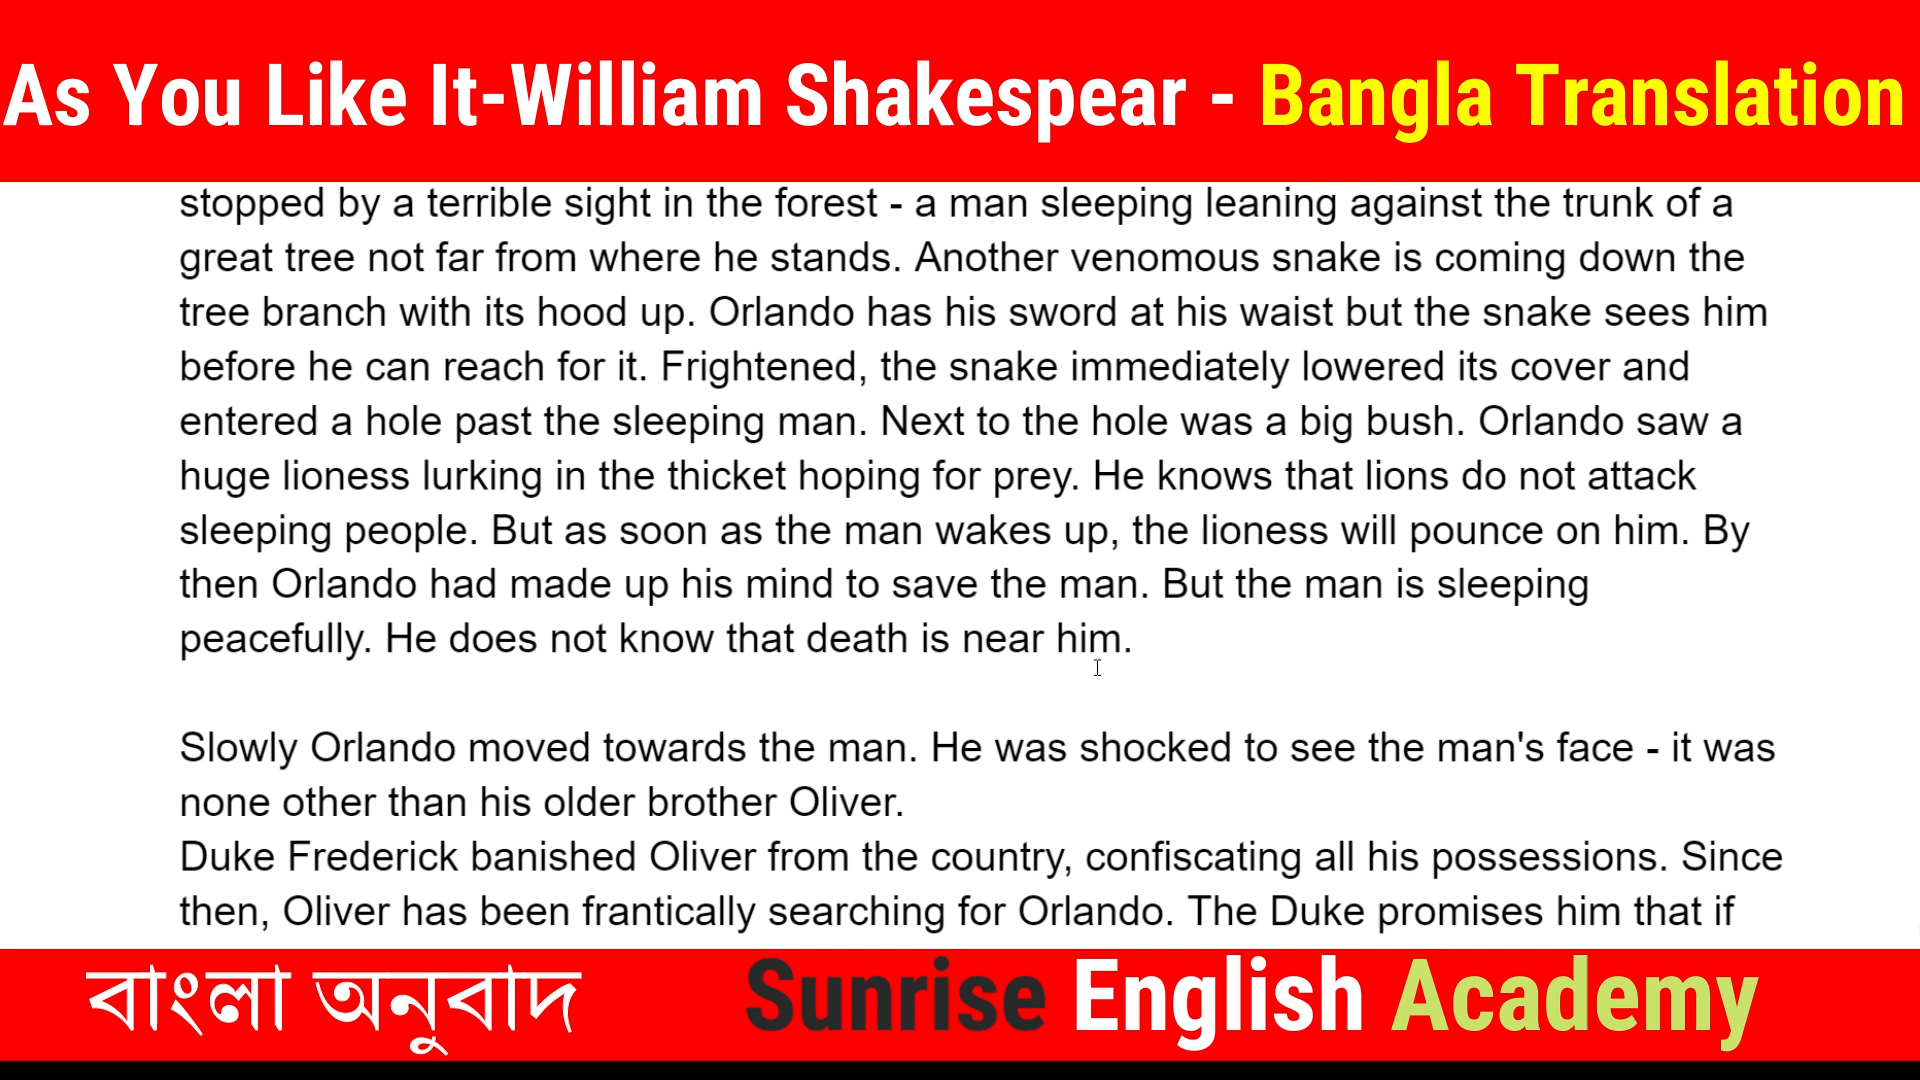 As You Like It-William Shakespear - Bangla Translation
stopped by a terrible sight in the forest - a man sleeping leaning against the trunk of a
great tree not far from where he stands. Another venomous snake is coming down the
tree branch with its hood up. Orlando has his sword at his waist but the snake sees him
before he can reach for it. Frightened, the snake immediately lowered its cover and
entered a hole past the sleeping man. Next to the hole was a big bush. Orlando saw a
huge lioness lurking in the thicket hoping for prey. He knows that lions do not attack
sleeping people. But as soon as the man wakes up, the lioness will pounce on him. By
then Orlando had made up his mind to save the man. But the man is sleeping
peacefully. He does not know that death is near him.
Slowly Orlando moved towards the man. He was shocked to see the man's face - it was
none other than his older brother Oliver.
Duke Frederick banished Oliver from the country, confiscating all his possessions. Since
then, Oliver has been frantically searching for Orlando. The Duke promises him that if
বাংলা অনুবাদ Sunrise English Academy